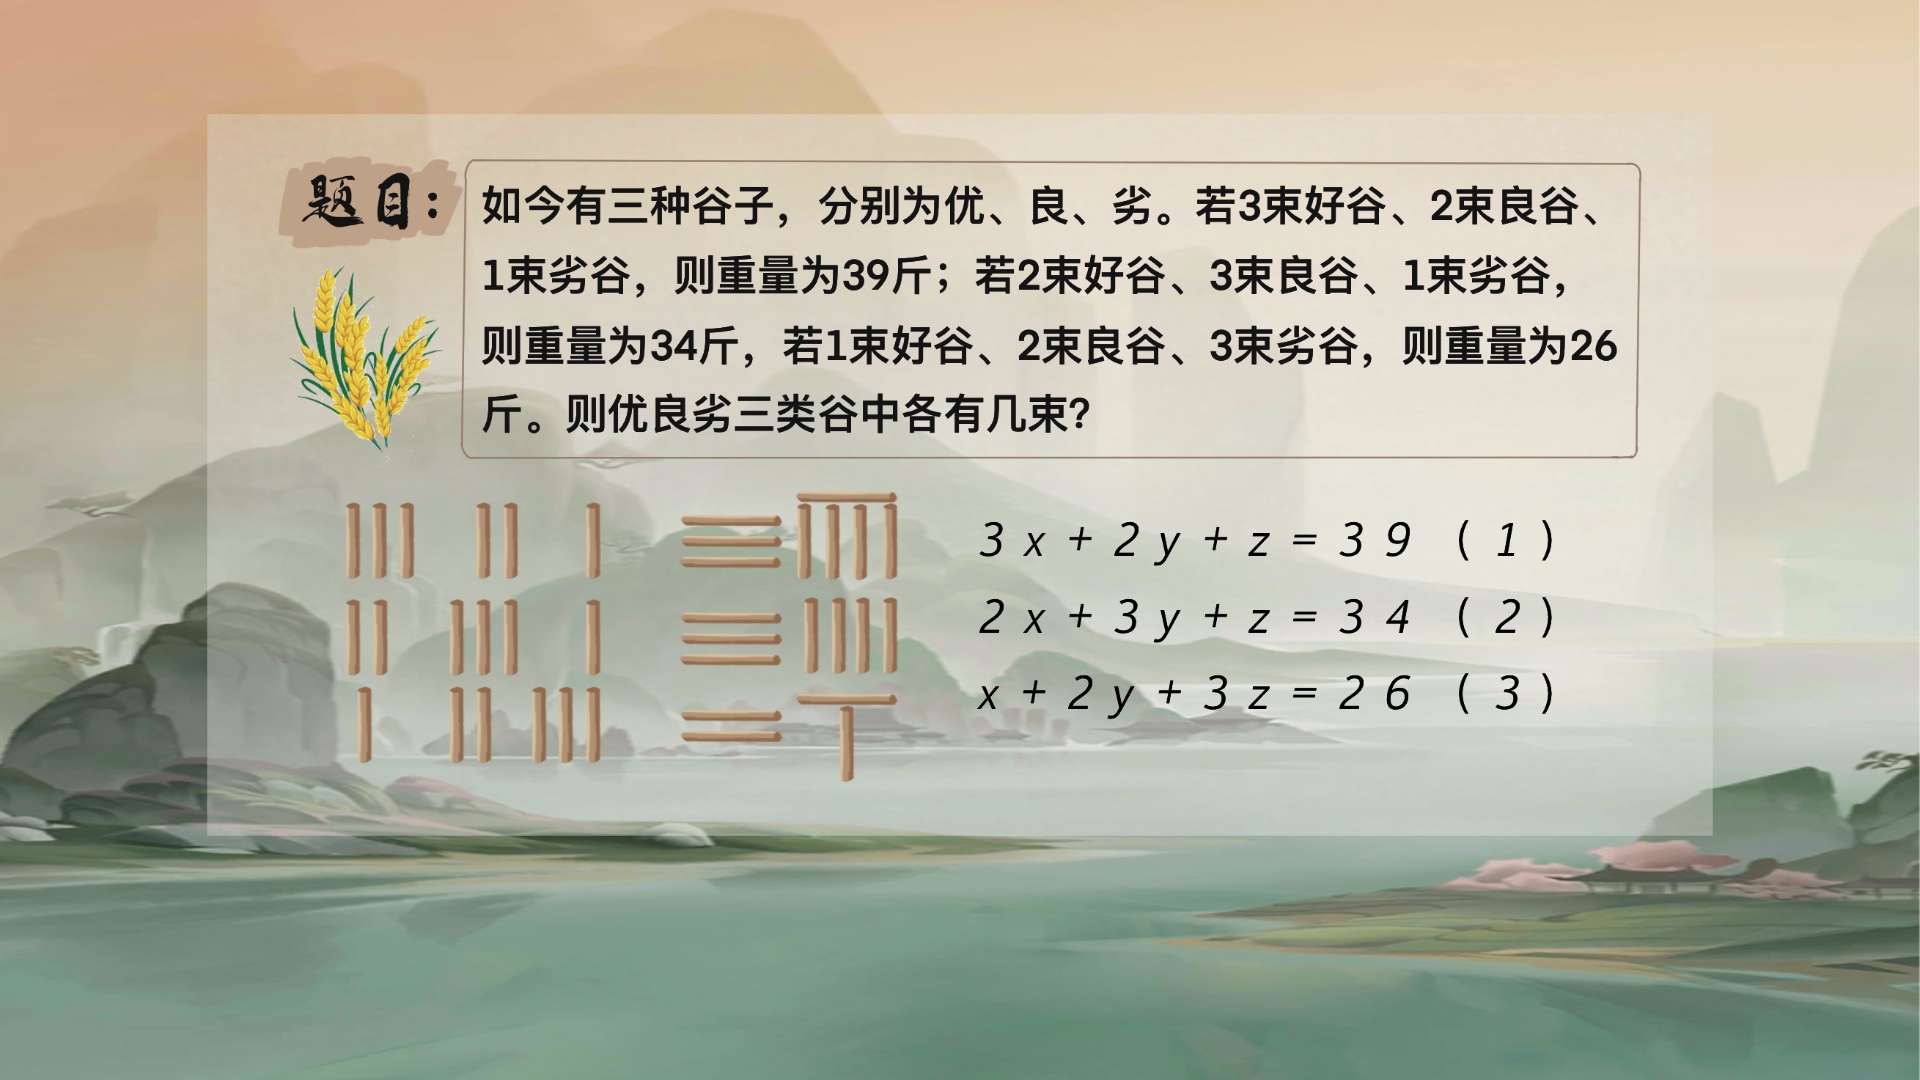 题目:
如今有三种谷子，分别为优、良、劣。若3束好谷、2束良谷、
1束劣谷，则重量为39斤；若2束好谷、3束良谷、1束劣谷，
则重量为34斤，若1束好谷、2束良谷、3束劣谷，则重量为26
斤。则优良劣三类谷中各有几束？
3x+2y+z=39 (1)
2x+3y+z=34 (2)
x+2y+3z=26 (3)